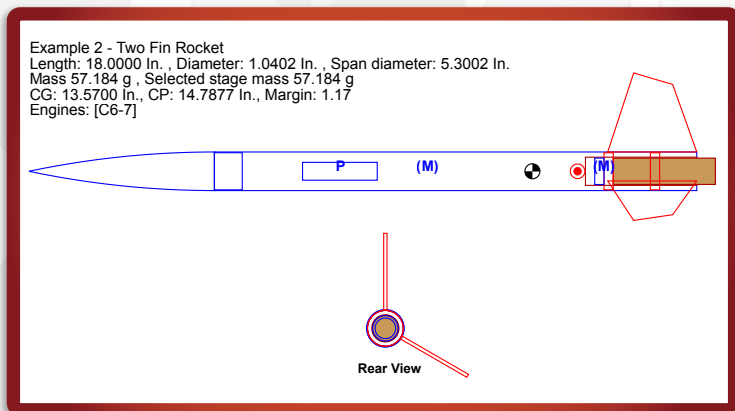 Example 2 - Two Fin Rocket
Length: 18.0000 In. , Diameter: 1.0402 In. , Span diameter: 5.3002 In.
Mass 57.184 g , Selected stage mass 57.184 g
CG: 13.5700 In., CP: 14.7877 In., Margin: 1.17
Engines: [C6-7]
P (M) (M)
Rear View